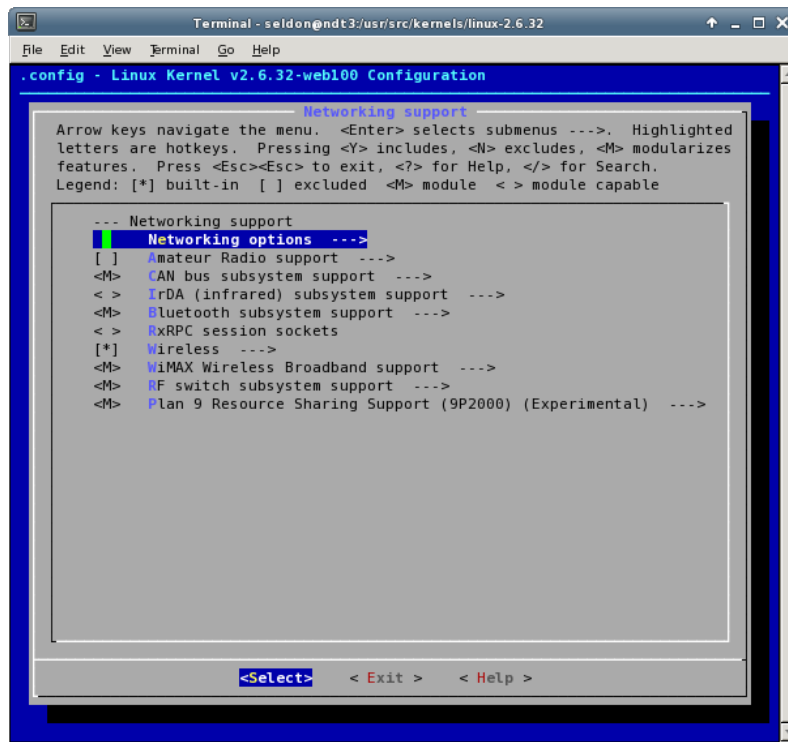 Terminal - seldon@ndt3:/usr/src/kernels/linux-2.6.32
File Edit View Terminal Go Help
.config - Linux Kernel v2.6.32-web100 Configuration
Networking support
Arrow keys navigate the menu.  <Enter> selects submenus --->.  Highlighted
letters are hotkeys.  Pressing <Y> includes, <N> excludes, <M> modularizes
features.  Press <Esc><Esc> to exit, <?> for Help, </> for Search.
Legend: [*] built-in  [ ] excluded  <M> module  < > module capable
--- Networking support
Networking options  --->
[ ]   Amateur Radio support  --->
<M>   CAN bus subsystem support  --->
< >   IrDA (infrared) subsystem support  --->
<M>   Bluetooth subsystem support  --->
< >   RxRPC session sockets
[*]   Wireless  --->
<M>   WiMAX Wireless Broadband support  --->
<M>   RF switch subsystem support  --->
<M>   Plan 9 Resource Sharing Support (9P2000) (Experimental)  --->
<Select>    < Exit >    < Help >